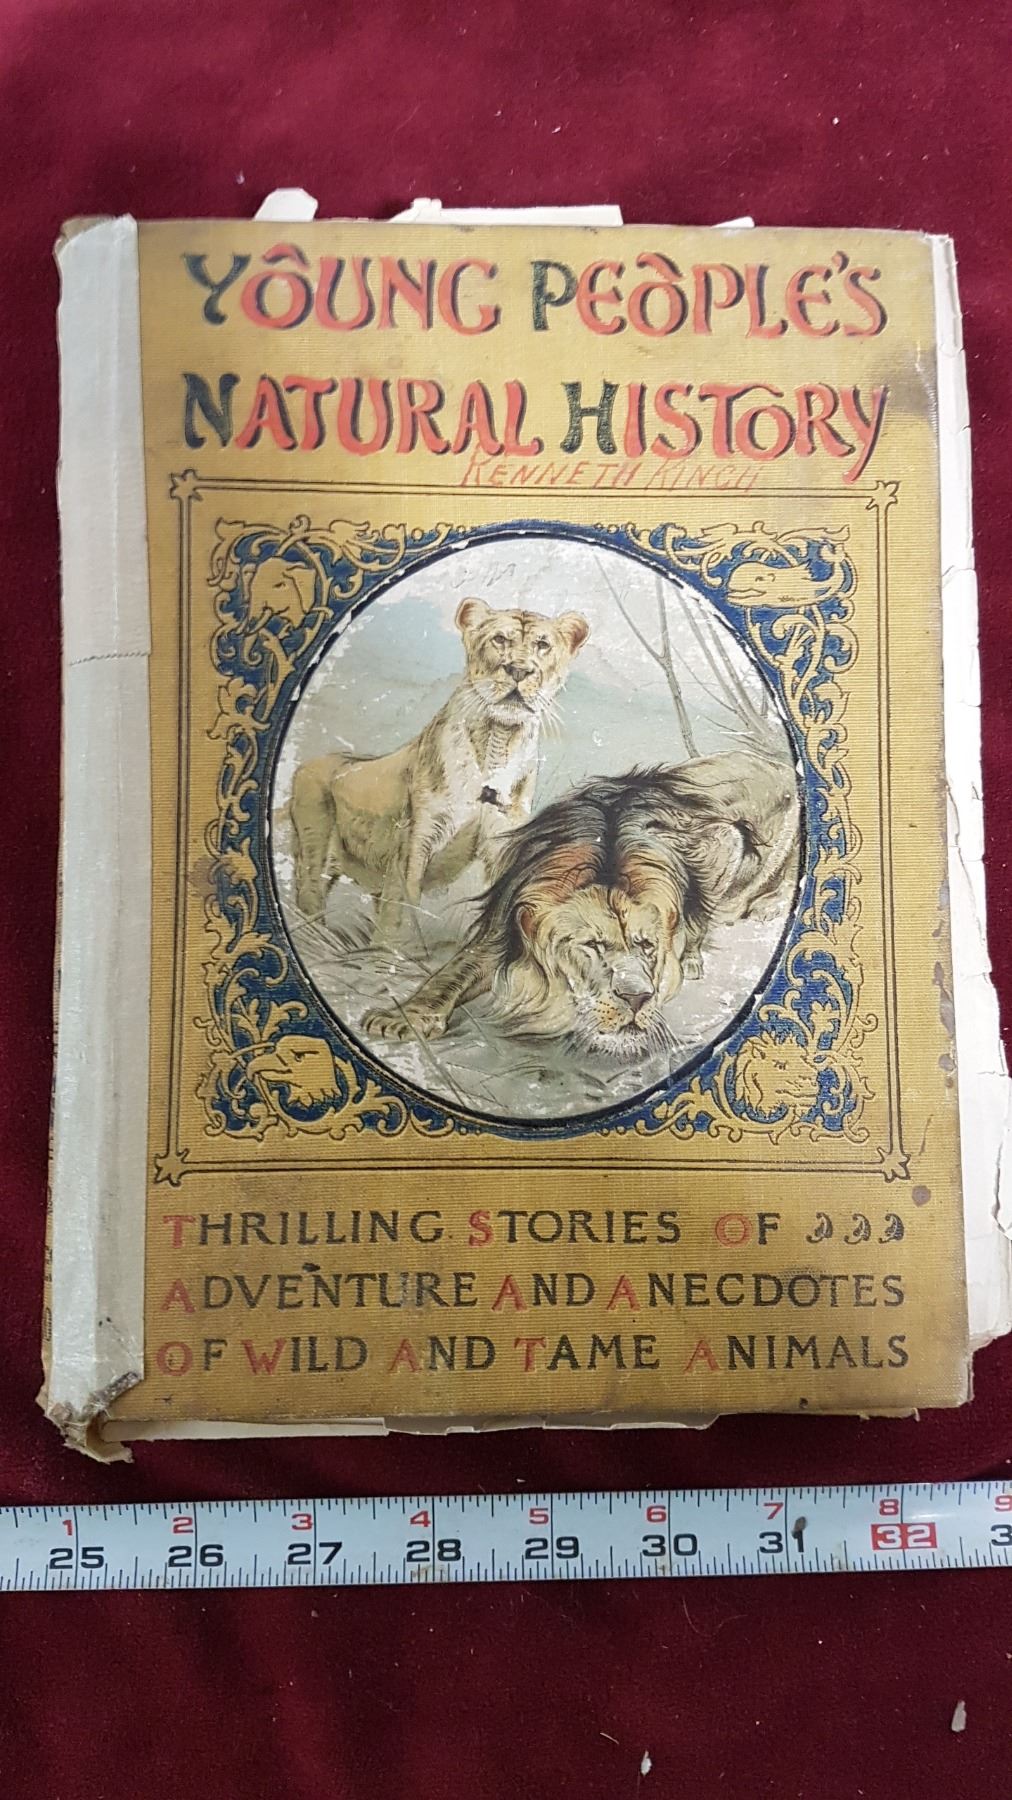 YOUNG PEOPLE'S
NATURAL HISTORY
KENNETH KINCH
THRILLING STORIES OF
ADVENTURE AND ANECDOTES
OF WILD AND TAME ANIMALS
1 2 3 4 5 6 7 8 9
25 26 27 28 29 30 31 32 3